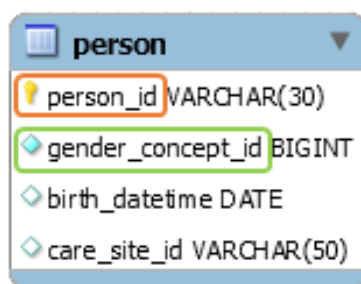 person
person_id VARCHAR(30)
gender_concept_id BIGINT
birth_datetime DATE
care_site_id VARCHAR(50)